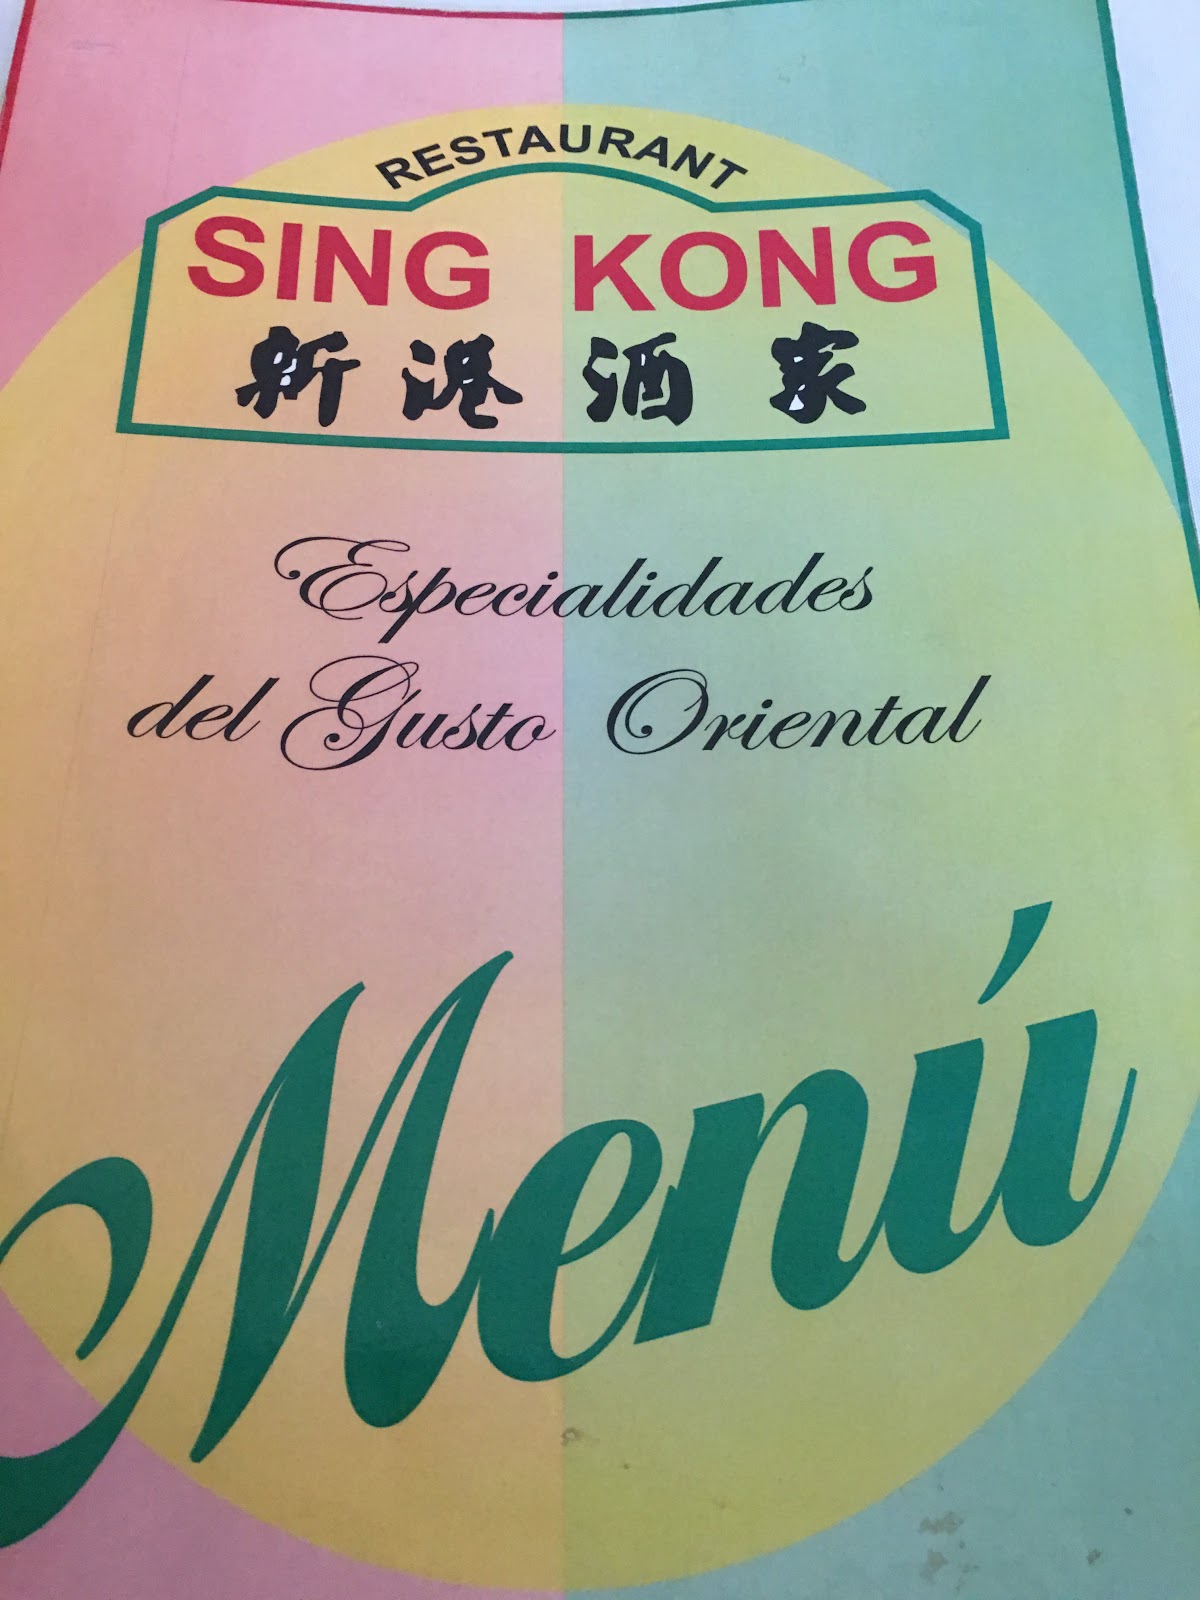 RESTAURANT
SING KONG
新港酒家
Especialidades
del Gusto Oriental
Menú